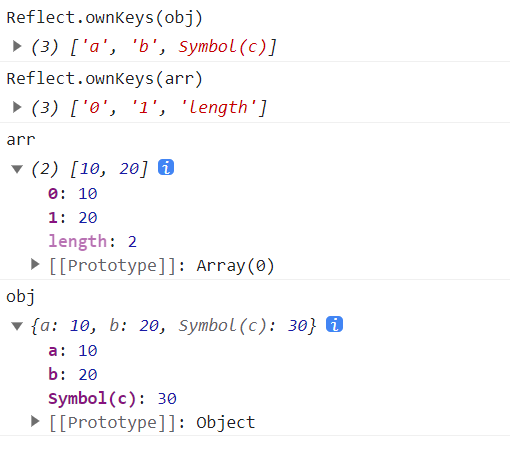 Reflect.ownKeys(obj)
(3) ['a', 'b', Symbol(c)]
Reflect.ownKeys(arr)
(3) ['0', '1', 'length']
arr
(2) [10, 20] i
0: 10
1: 20
length: 2
[[Prototype]]: Array(0)
obj
{a: 10, b: 20, Symbol(c): 30} i
a: 10
b: 20
Symbol(c): 30
[[Prototype]]: Object